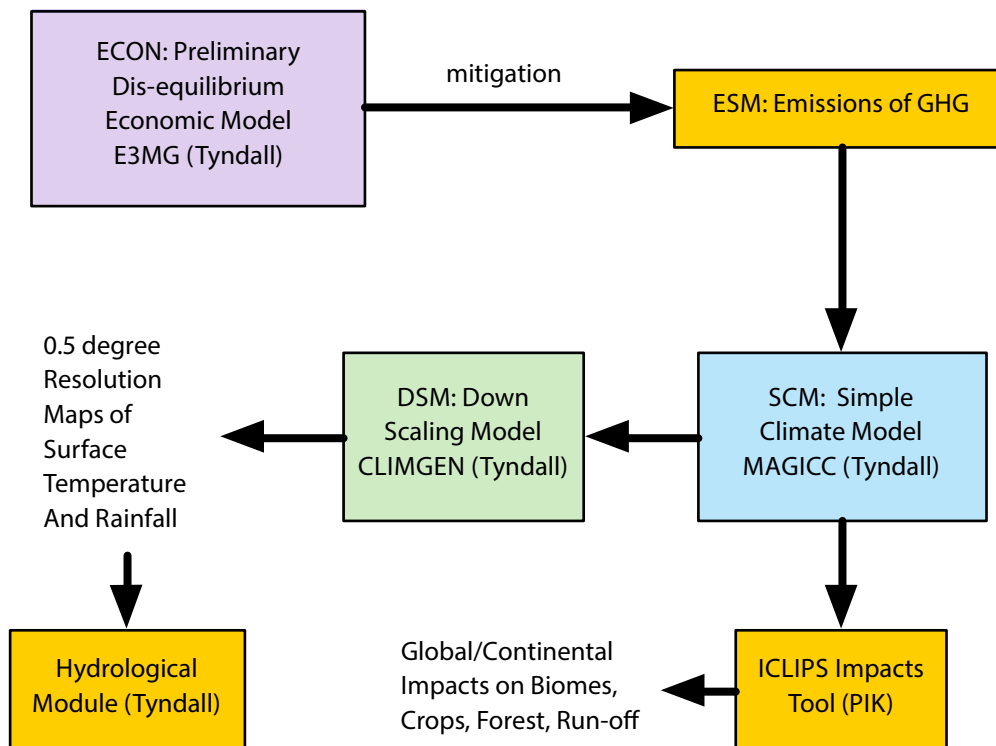 ECON: Preliminary
Dis-equilibrium
Economic Model
E3MG (Tyndall)
mitigation
ESM: Emissions of GHG
0.5 degree
Resolution
Maps of
Surface
Temperature
And Rainfall
DSM: Down
Scaling Model
CLIMGEN (Tyndall)
SCM: Simple
Climate Model
MAGICC (Tyndall)
Hydrological
Module (Tyndall)
Global/Continental
Impacts on Biomes,
Crops, Forest, Run-off
ICLIPS Impacts
Tool (PIK)